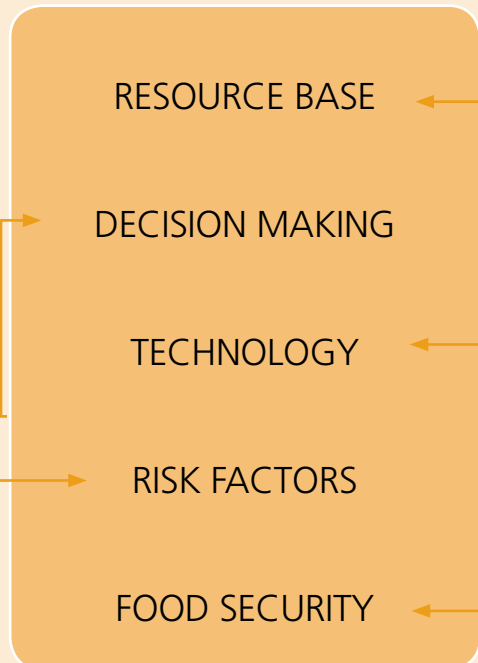 RESOURCE BASE
DECISION MAKING
TECHNOLOGY
RISK FACTORS
FOOD SECURITY